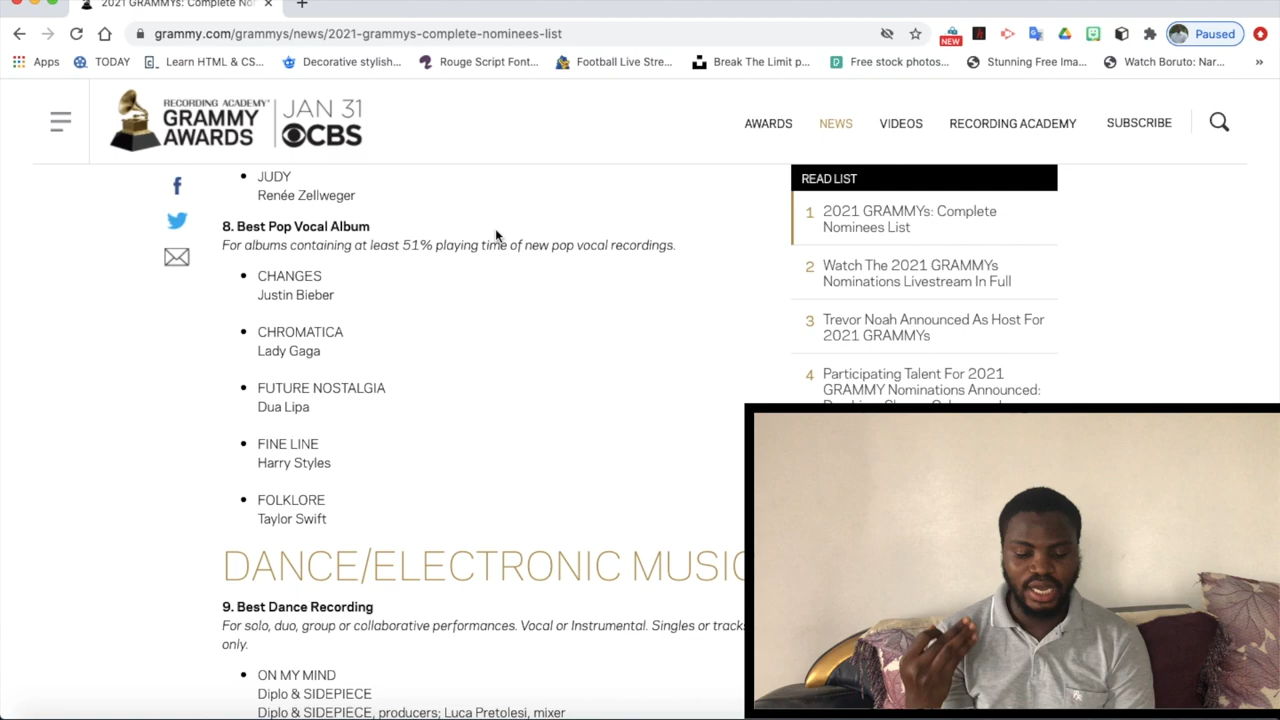 2021 GRAMMYs: Complete Nor
grammy.com/grammys/news/2021-grammys-complete-nominees-list
NEW
Paused
Apps
TODAY
Learn HTML & CS...
Decorative stylish...
Rouge Script Font...
Football Live Stre...
Break The Limit p...
Free stock photos...
Stunning Free Ima...
Watch Boruto: Nar...
»
RECORDING ACADEMY
GRAMMY
AWARDS
JAN 31
CBS
AWARDS
NEWS
VIDEOS
RECORDING ACADEMY
SUBSCRIBE
JUDY
Renée Zellweger
8. Best Pop Vocal Album
For albums containing at least 51% playing time of new pop vocal recordings.
CHANGES
Justin Bieber
CHROMATICA
Lady Gaga
FUTURE NOSTALGIA
Dua Lipa
FINE LINE
Harry Styles
FOLKLORE
Taylor Swift
DANCE/ELECTRONIC MUSIC
9. Best Dance Recording
For solo, duo, group or collaborative performances. Vocal or Instrumental. Singles or tracks
only.
ON MY MIND
Diplo & SIDEPIECE
Diplo & SIDEPIECE, producers; Luca Pretolesi, mixer
READ LIST
1 2021 GRAMMYs: Complete
Nominees List
2 Watch The 2021 GRAMMYs
Nominations Livestream In Full
3 Trevor Noah Announced As Host For
2021 GRAMMYs
4 Participating Talent For 2021
GRAMMY Nominations Announced: